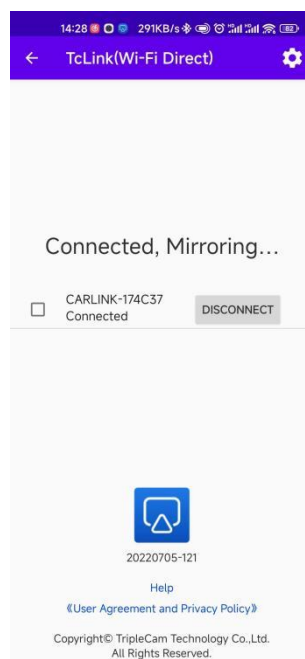 14:28 291KB/s 82
TcLink(Wi-Fi Direct)
Connected, Mirroring...
CARLINK-174C37
Connected
DISCONNECT
20220705-121
Help
《User Agreement and Privacy Policy》
Copyright© TripleCam Technology Co.,Ltd.
All Rights Reserved.